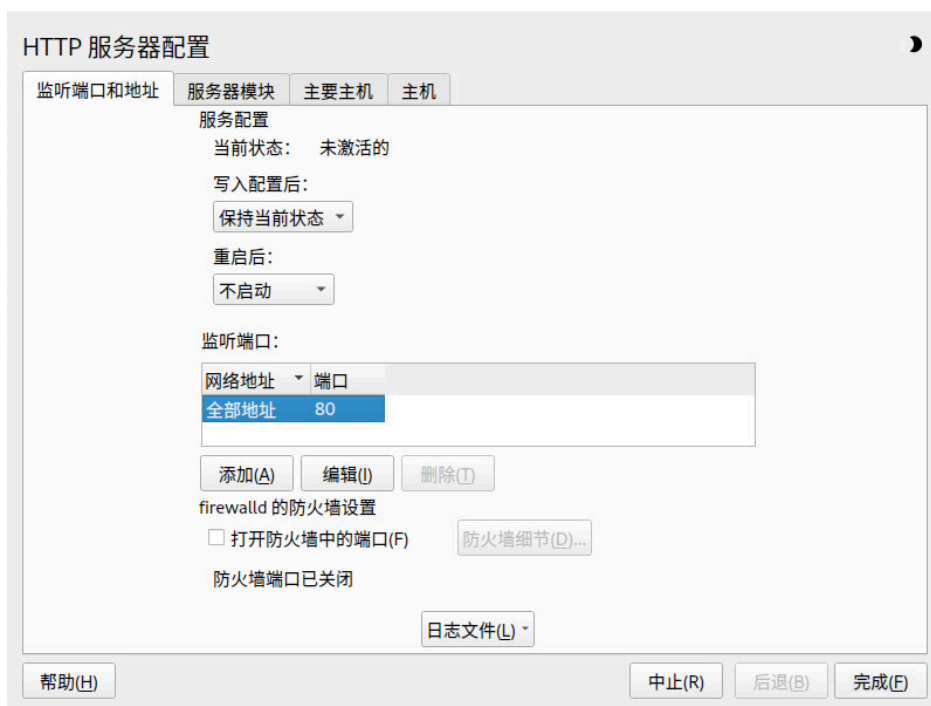 HTTP 服务器配置
监听端口和地址 服务器模块 主要主机 主机
服务配置
当前状态： 未激活的
写入配置后：
保持当前状态
重启后：
不启动
监听端口：
网络地址 端口
全部地址 80
添加(A) 编辑(I) 删除(T)
firewalld 的防火墙设置
打开防火墙中的端口(F) 防火墙细节(D)...
防火墙端口已关闭
日志文件(L)
帮助(H) 中止(R) 后退(B) 完成(F)